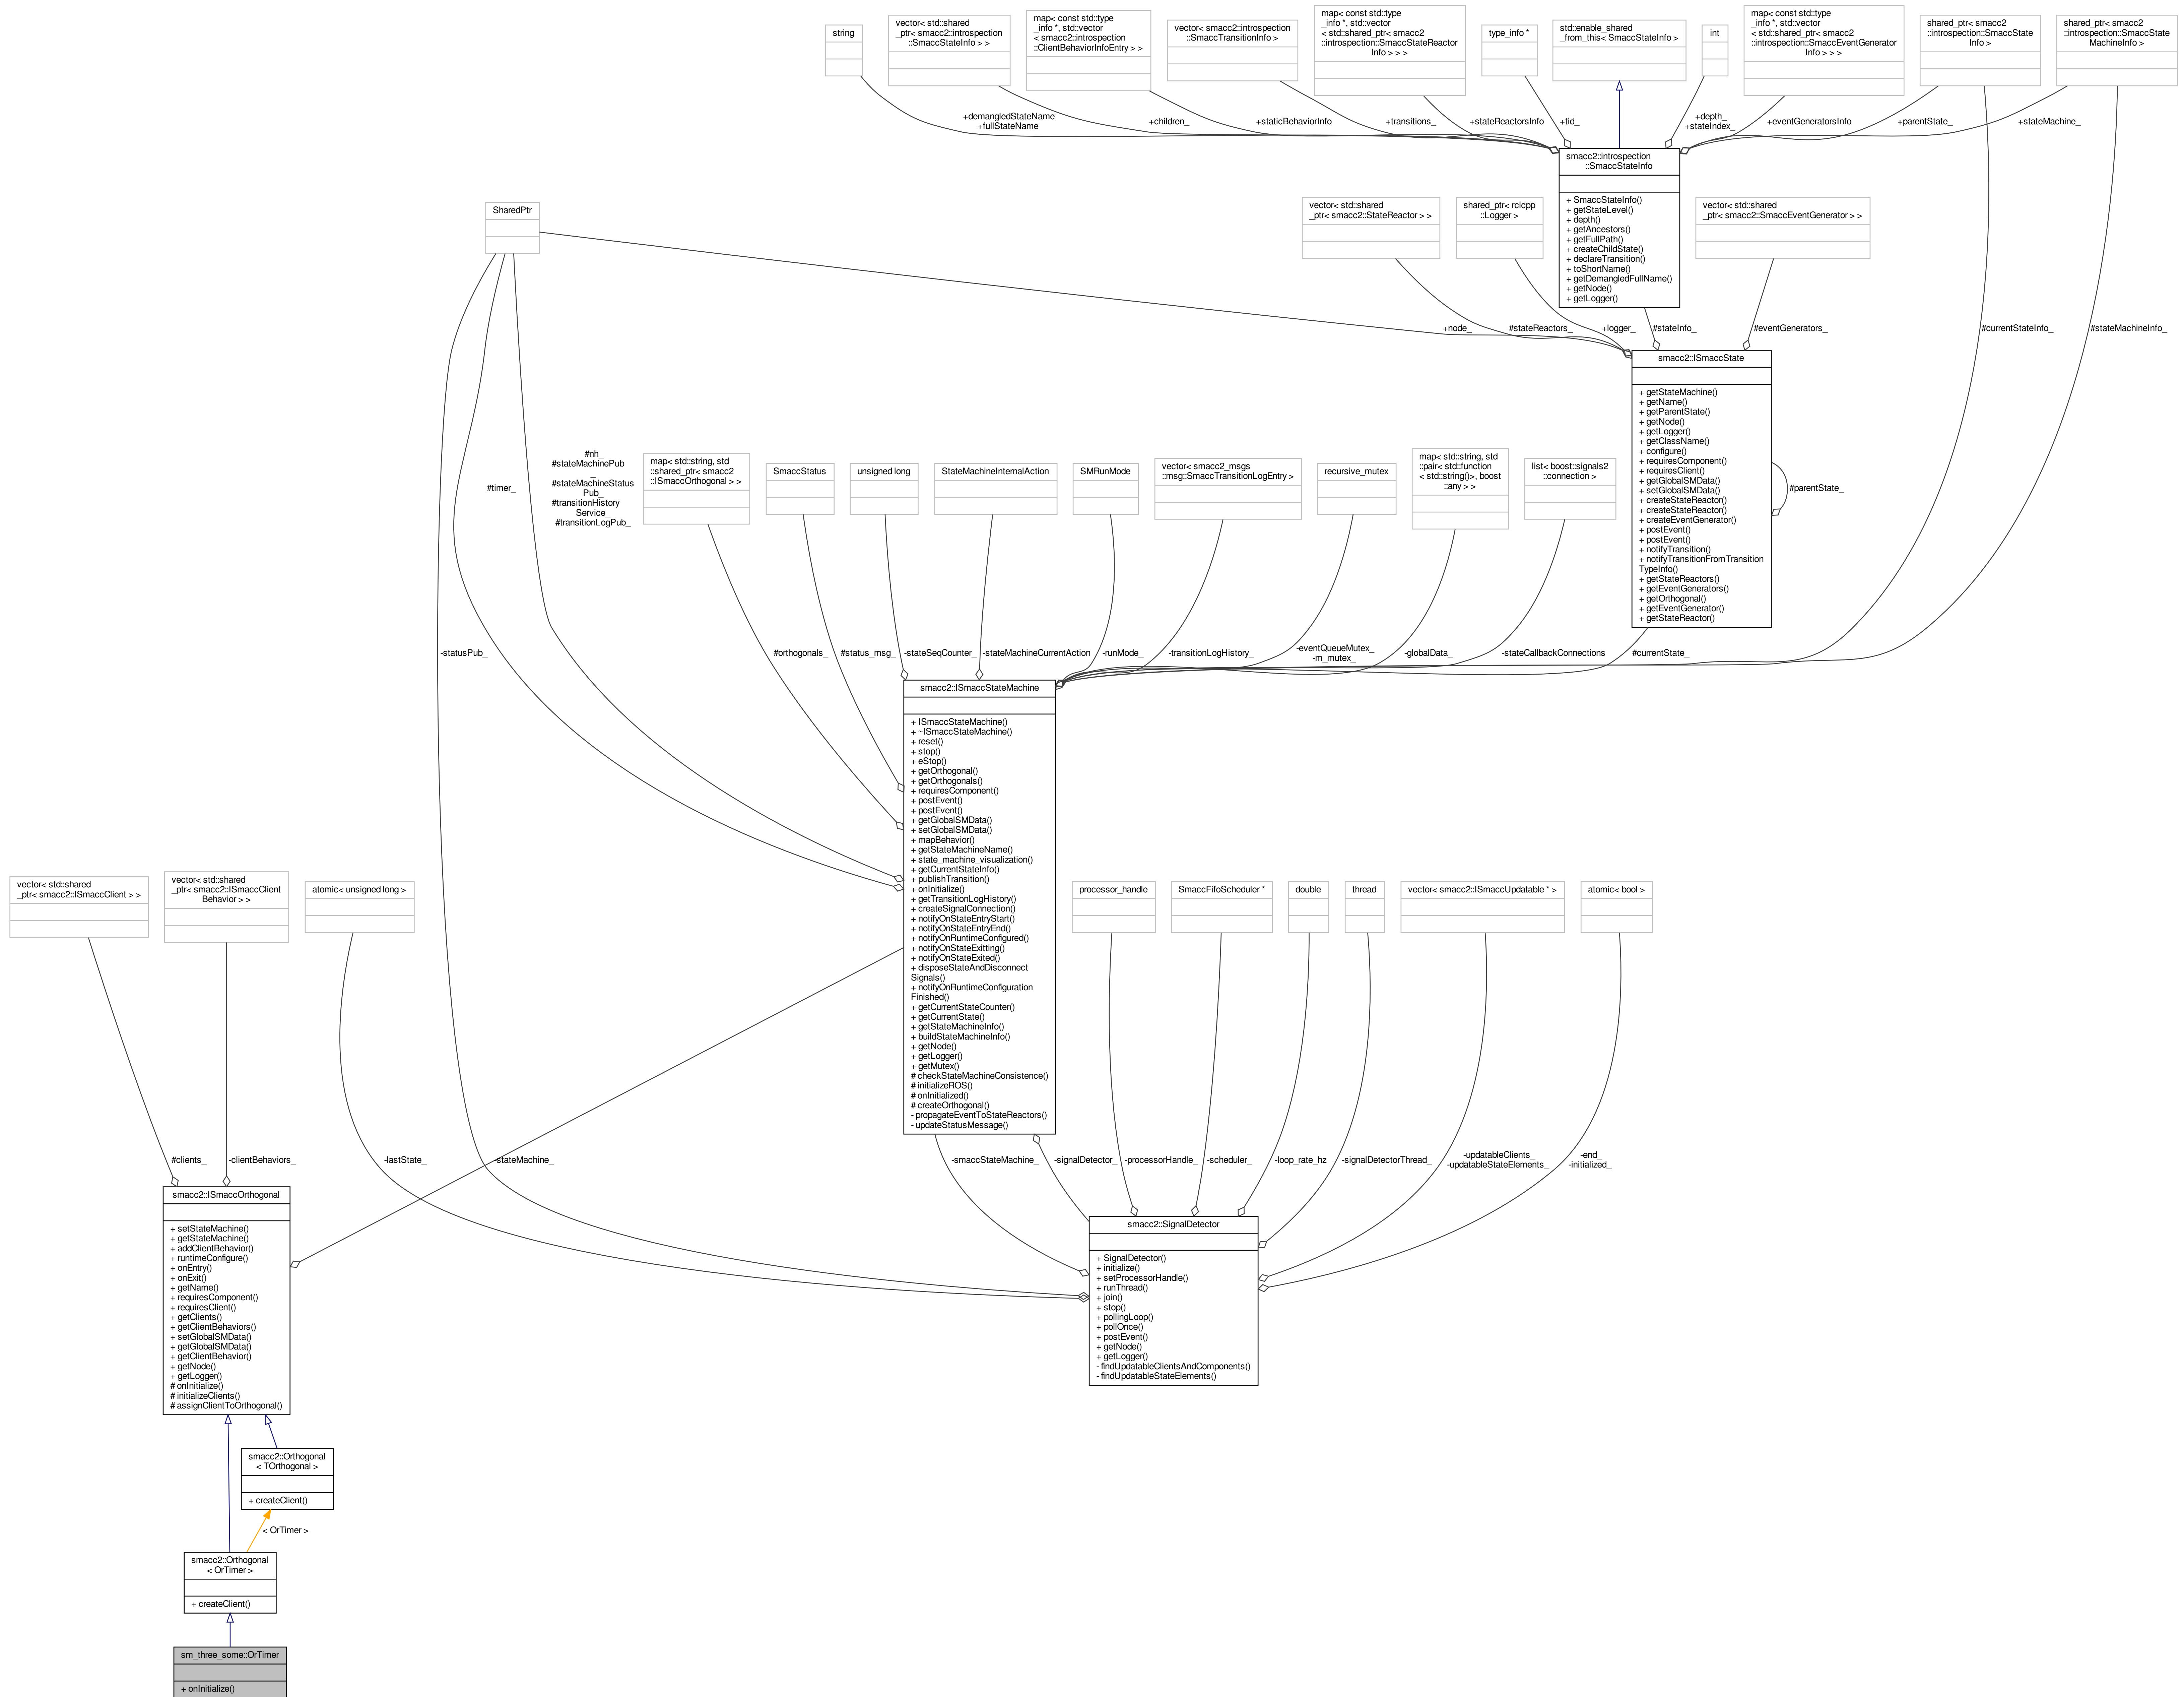 string
vector< std::shared
_ptr< smacc2::introspection
::SmaccStateInfo > >
map< const std::type
_info *, std::vector
< smacc2::introspection
::ClientBehaviorInfoEntry > >
vector< smacc2::introspection
::SmaccTransitionInfo >
map< const std::type
_info *, std::vector
< std::shared_ptr< smacc2
::introspection::SmaccStateReactor
Info > > >
type_info *
std::enable_shared
_from_this< SmaccStateInfo >
int
map< const std::type
_info *, std::vector
< std::shared_ptr< smacc2
::introspection::SmaccEventGenerator
Info > > >
shared_ptr< smacc2
::introspection::SmaccState
Info >
shared_ptr< smacc2
::introspection::SmaccState
MachineInfo >
+demangledStateName
+fullStateName
+children_
+staticBehaviorInfo
+transitions_
+stateReactorsInfo
+tid_
+depth_
+stateIndex_
+eventGeneratorsInfo
+parentState_
+stateMachine_
smacc2::introspection
::SmaccStateInfo
+ SmaccStateInfo()
+ getStateLevel()
+ depth()
+ getAncestors()
+ getFullPath()
+ createChildState()
+ declareTransition()
+ toShortName()
+ getDemangledFullName()
+ getNode()
+ getLogger()
SharedPtr
vector< std::shared
_ptr< smacc2::StateReactor > >
shared_ptr< rclcpp
::Logger >
vector< std::shared
_ptr< smacc2::SmaccEventGenerator > >
+node_
#stateReactors_
+logger_
#stateInfo_
#eventGenerators_
#currentStateInfo_
#stateMachineInfo_
smacc2::ISmaccState
+ getStateMachine()
+ getName()
+ getParentState()
+ getNode()
+ getLogger()
+ getClassName()
+ configure()
+ requiresComponent()
+ requiresClient()
+ getGlobalSMData()
+ setGlobalSMData()
+ createStateReactor()
+ createStateReactor()
+ createEventGenerator()
+ postEvent()
+ postEvent()
+ notifyTransition()
+ notifyTransitionFromTransition
TypeInfo()
+ getStateReactors()
+ getEventGenerators()
+ getOrthogonal()
+ getEventGenerator()
+ getStateReactor()
#parentState_
#timer_
#nh_
#stateMachinePub
_
#stateMachineStatus
Pub_
#transitionHistory
Service_
#transitionLogPub_
map< std::string, std
::shared_ptr< smacc2
::ISmaccOrthogonal > >
SmaccStatus
unsigned long
StateMachineInternalAction
SMRunMode
vector< smacc2_msgs
::msg::SmaccTransitionLogEntry >
recursive_mutex
map< std::string, std
::pair< std::function
< std::string()>, boost
::any > >
list< boost::signals2
::connection >
-statusPub_
#orthogonals_
#status_msg_
-stateSeqCounter_
-stateMachineCurrentAction
-runMode_
-transitionLogHistory_
-eventQueueMutex_
-m_mutex_
-globalData_
-stateCallbackConnections
#currentState_
smacc2::ISmaccStateMachine
+ ISmaccStateMachine()
+ ~ISmaccStateMachine()
+ reset()
+ stop()
+ eStop()
+ getOrthogonal()
+ getOrthogonals()
+ requiresComponent()
+ postEvent()
+ postEvent()
+ getGlobalSMData()
+ setGlobalSMData()
+ mapBehavior()
+ getStateMachineName()
+ state_machine_visualization()
+ getCurrentStateInfo()
+ publishTransition()
+ onInitialize()
+ getTransitionLogHistory()
+ createSignalConnection()
+ notifyOnStateEntryStart()
+ notifyOnStateEntryEnd()
+ notifyOnRuntimeConfigured()
+ notifyOnStateExitting()
+ notifyOnStateExited()
+ disposeStateAndDisconnect
Signals()
+ notifyOnRuntimeConfiguration
Finished()
+ getCurrentStateCounter()
+ getCurrentState()
+ getStateMachineInfo()
+ buildStateMachineInfo()
+ getNode()
+ getLogger()
+ getMutex()
# checkStateMachineConsistence()
# initializeROS()
# onInitialized()
# createOrthogonal()
- propagateEventToStateReactors()
- updateStatusMessage()
vector< std::shared
_ptr< smacc2::ISmaccClient > >
vector< std::shared
_ptr< smacc2::ISmaccClient
Behavior > >
atomic< unsigned long >
processor_handle
SmaccFifoScheduler *
double
thread
vector< smacc2::ISmaccUpdatable * >
atomic< bool >
#clients_
-clientBehaviors_
-lastState_
-stateMachine_
-smaccStateMachine_
-signalDetector_
-processorHandle_
-scheduler_
-loop_rate_hz
-signalDetectorThread_
-updatableClients_
-updatableStateElements_
-end_
-initialized_
smacc2::ISmaccOrthogonal
+ setStateMachine()
+ getStateMachine()
+ addClientBehavior()
+ runtimeConfigure()
+ onEntry()
+ onExit()
+ getName()
+ requiresComponent()
+ requiresClient()
+ getClients()
+ getClientBehaviors()
+ setGlobalSMData()
+ getGlobalSMData()
+ getClientBehavior()
+ getNode()
+ getLogger()
# onInitialize()
# initializeClients()
# assignClientToOrthogonal()
smacc2::SignalDetector
+ SignalDetector()
+ initialize()
+ setProcessorHandle()
+ runThread()
+ join()
+ stop()
+ pollingLoop()
+ pollOnce()
+ postEvent()
+ getNode()
+ getLogger()
- findUpdatableClientsAndComponents()
- findUpdatableStateElements()
smacc2::Orthogonal
< TOrthogonal >
+ createClient()
< OrTimer >
smacc2::Orthogonal
< OrTimer >
+ createClient()
sm_three_some::OrTimer
+ onInitialize()